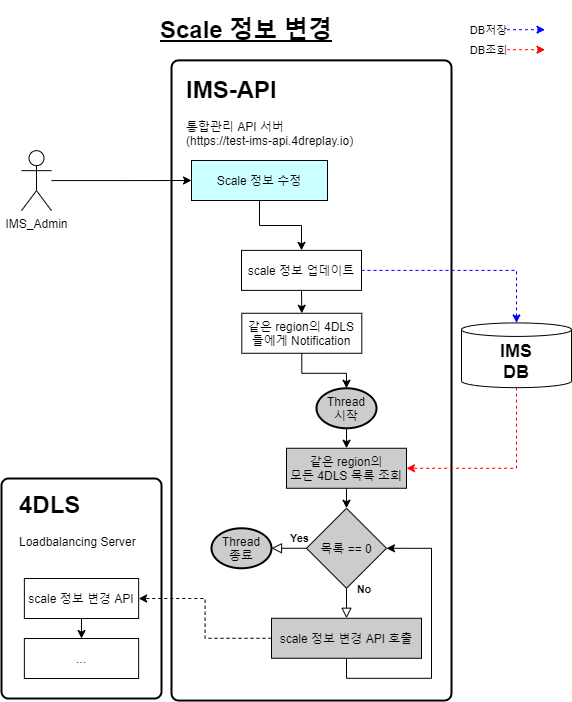 Scale 정보 변경
DB저장
DB조회
IMS-API
통합관리 API 서버
(https://test-ims-api.4dreplay.io)
Scale 정보 수정
IMS_Admin
scale 정보 업데이트
같은 region의 4DLS
들에게 Notification
IMS
DB
Thread
시작
같은 region의
모든 4DLS 목록 조회
4DLS
Loadbalancing Server
Thread
종료
Yes
목록 == 0
No
scale 정보 변경 API
scale 정보 변경 API 호출
...